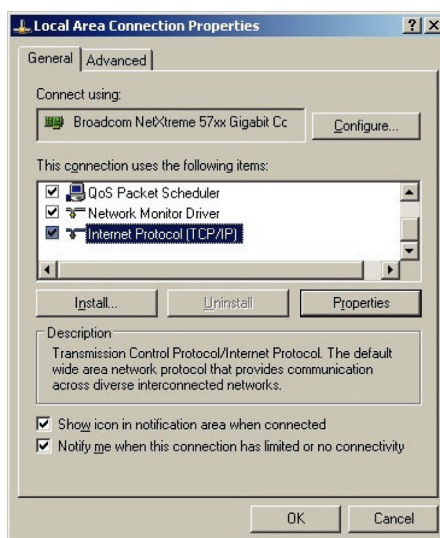 Local Area Connection Properties
General
Advanced
Connect using:
Broadcom NetXtreme 57xx Gigabit Cc
Configure...
This connection uses the following items:
QoS Packet Scheduler
Network Monitor Driver
Internet Protocol (TCP/IP)
Install...
Uninstall
Properties
Description
Transmission Control Protocol/Internet Protocol. The default
wide area network protocol that provides communication
across diverse interconnected networks.
Show icon in notification area when connected
Notify me when this connection has limited or no connectivity
OK
Cancel